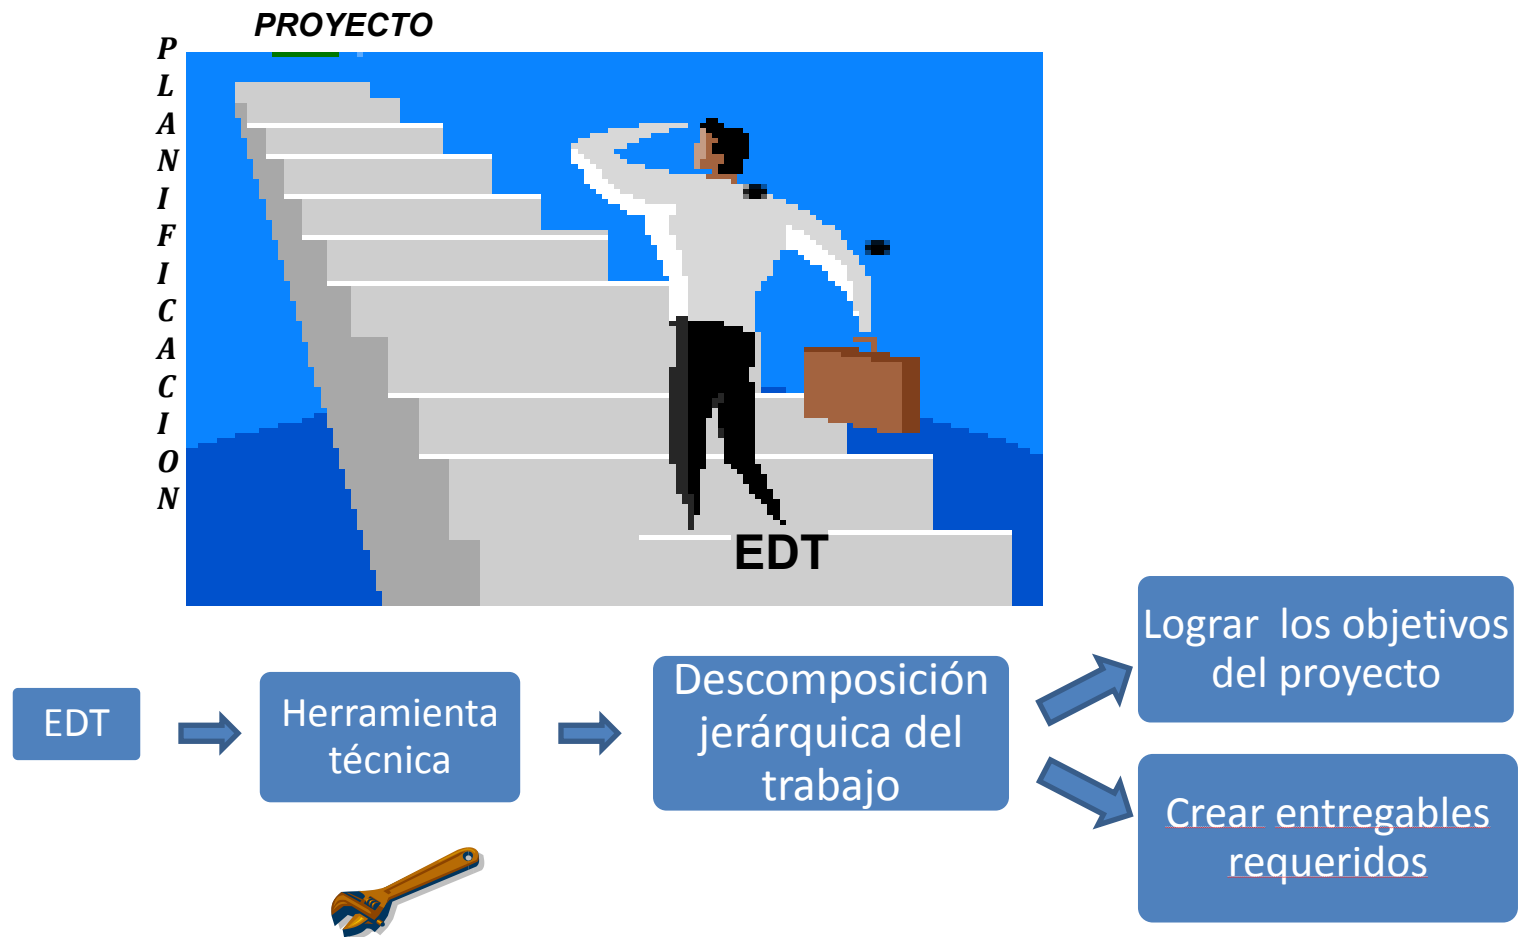 PROYECTO
P
L
A
N
I
F
I
C
A
C
I
O
N
EDT
EDT
Herramienta
técnica
Descomposición
jerárquica del
trabajo
Lograr  los objetivos
del proyecto
Crear entregables
requeridos